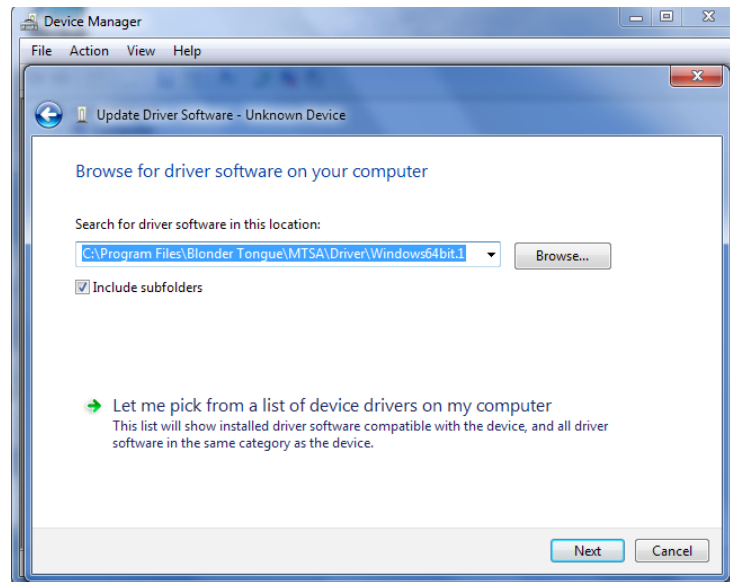 Device Manager
File Action View Help
Update Driver Software - Unknown Device
Browse for driver software on your computer
Search for driver software in this location:
C:\Program Files\Blonder Tongue\MTSA\Driver\Windows64bit.1
Browse...
Include subfolders
Let me pick from a list of device drivers on my computer
This list will show installed driver software compatible with the device, and all driver
software in the same category as the device.
Next Cancel